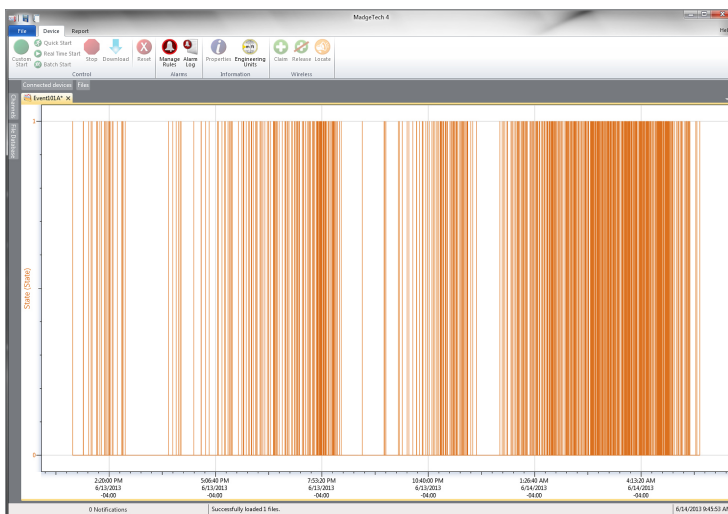 MadgeTech 4
File Device Report Hel
Custom Start
Quick Start
Real Time Start
Batch Start
Stop Download Reset Manage Rules Alarm Log Properties Engineering Units Claim Release Locate
Control Alarms Information Wireless
Connected devices Files
Event101A* X
Channels
File Database
State (State)
1
0
2:20:00 PM 5:06:40 PM 7:53:20 PM 10:40:00 PM 1:26:40 AM 4:13:20 AM
6/13/2013 6/13/2013 6/13/2013 6/13/2013 6/14/2013 6/14/2013
-04:00 -04:00 -04:00 -04:00 -04:00 -04:00
0 Notifications Successfully loaded 1 files. 6/14/2013 9:45:53 A